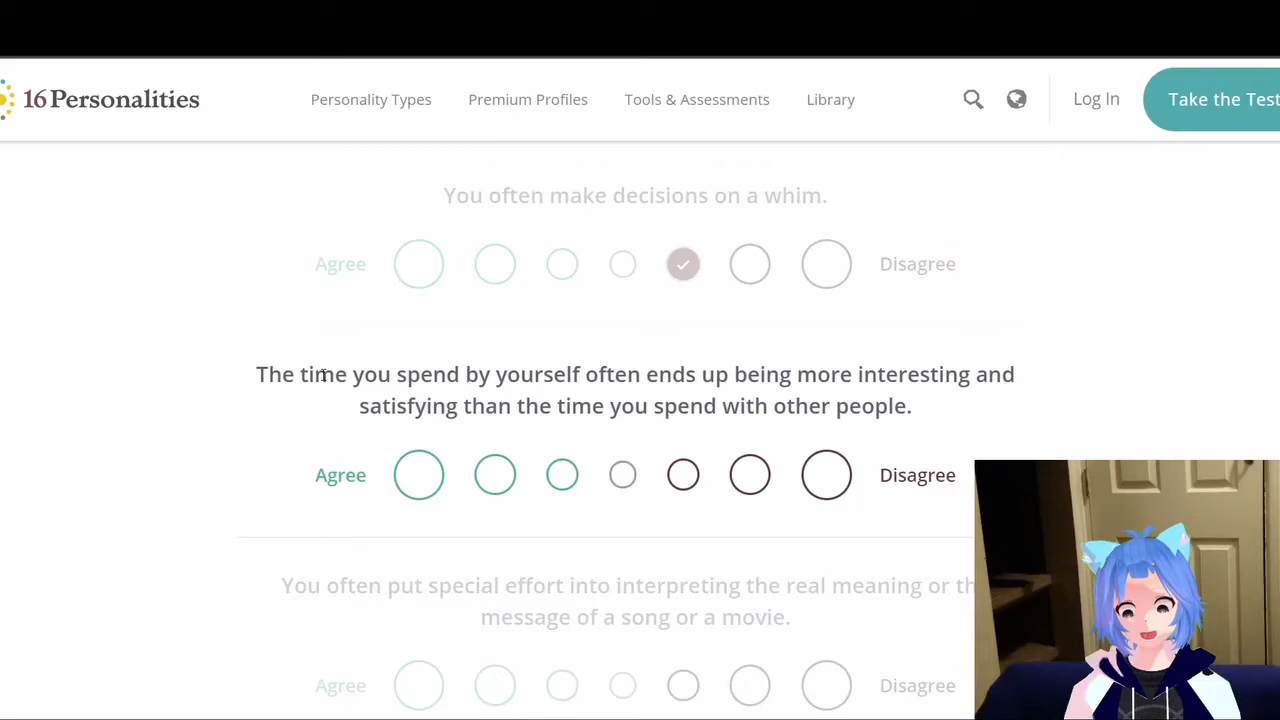 16Personalities
Personality Types
Premium Profiles
Tools & Assessments
Library
Log In
Take the Test
You often make decisions on a whim.
Agree
Disagree
The time you spend by yourself often ends up being more interesting and
satisfying than the time you spend with other people.
Agree
Disagree
You often put special effort into interpreting the real meaning or
message of a song or a movie.
Agree
Disagree